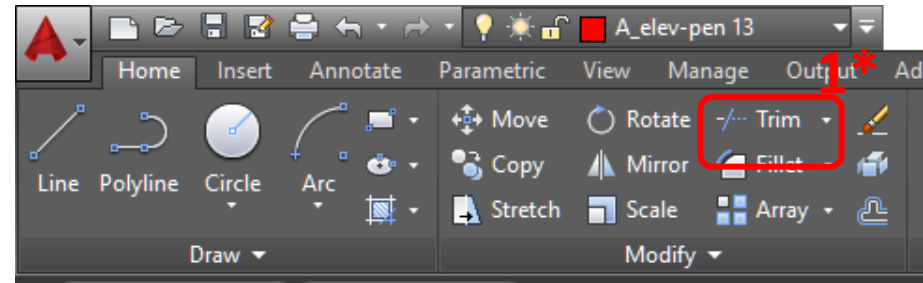 A_elev-pen 13
Home Insert Annotate Parametric View Manage Output Ad
1*
Move Rotate Trim
Copy Mirror Fillet
Line Polyline Circle Arc
Stretch Scale Array
Draw Modify